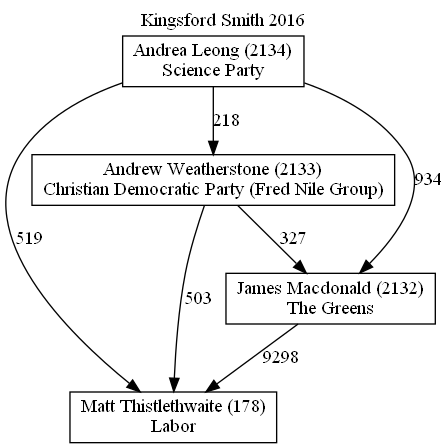 Kingsford Smith 2016
Andrea Leong (2134)
Science Party
218
934
Andrew Weatherstone (2133)
Christian Democratic Party (Fred Nile Group)
519
327
503
James Macdonald (2132)
The Greens
9298
Matt Thistlethwaite (178)
Labor